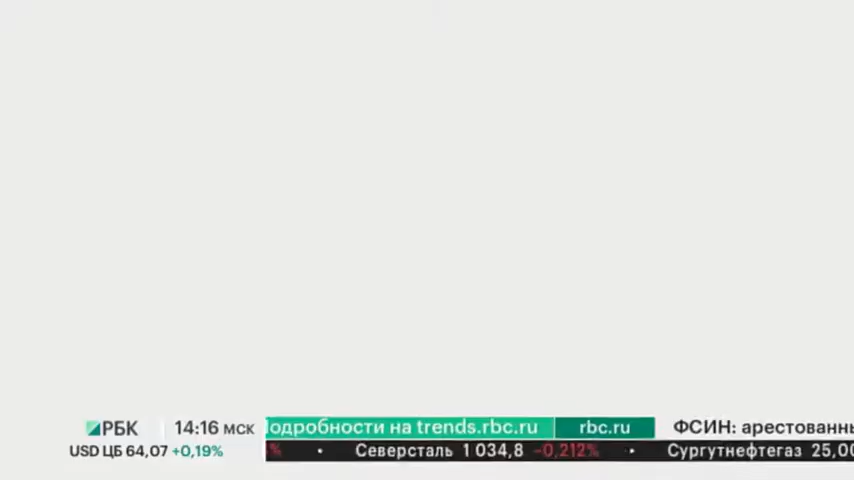 РБК 14:16 МСК Подробности на trends.rbc.ru rbc.ru ФСИН: арестованны
USD ЦБ 64,07 +0,19% % • Северсталь 1 034,8 -0,212% • Сургутнефтегаз 25,00